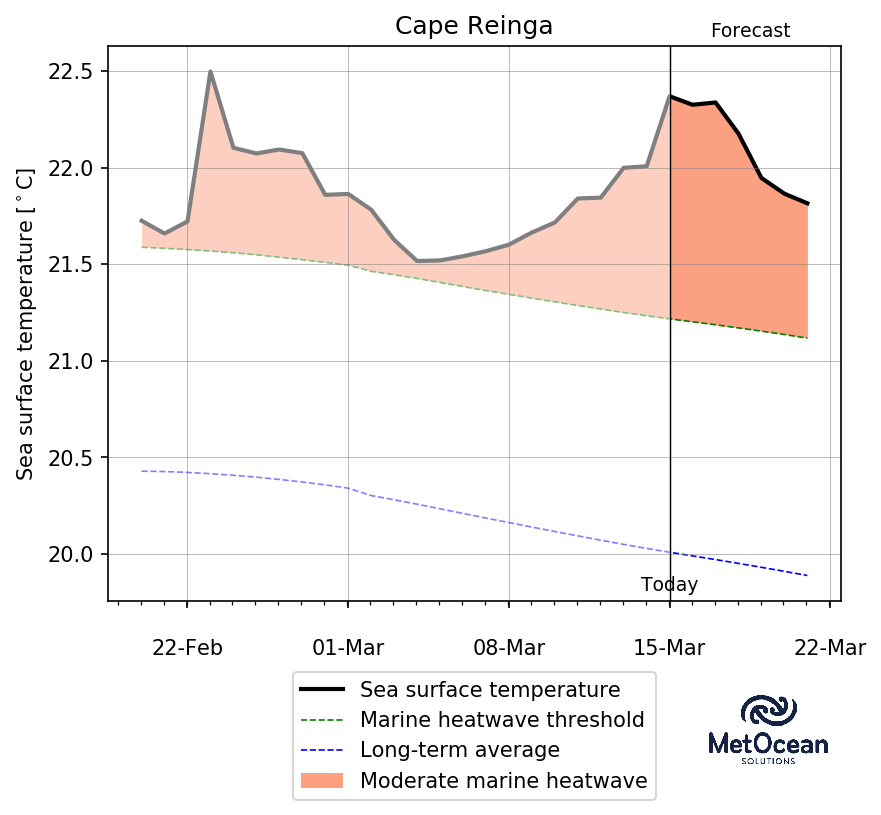 Cape Reinga
Forecast
Sea surface temperature [°C]
22.5
22.0
21.5
21.0
20.5
20.0
Today
22-Feb 01-Mar 08-Mar 15-Mar 22-Mar
Sea surface temperature
Marine heatwave threshold
Long-term average
Moderate marine heatwave
MetOcean
SOLUTIONS